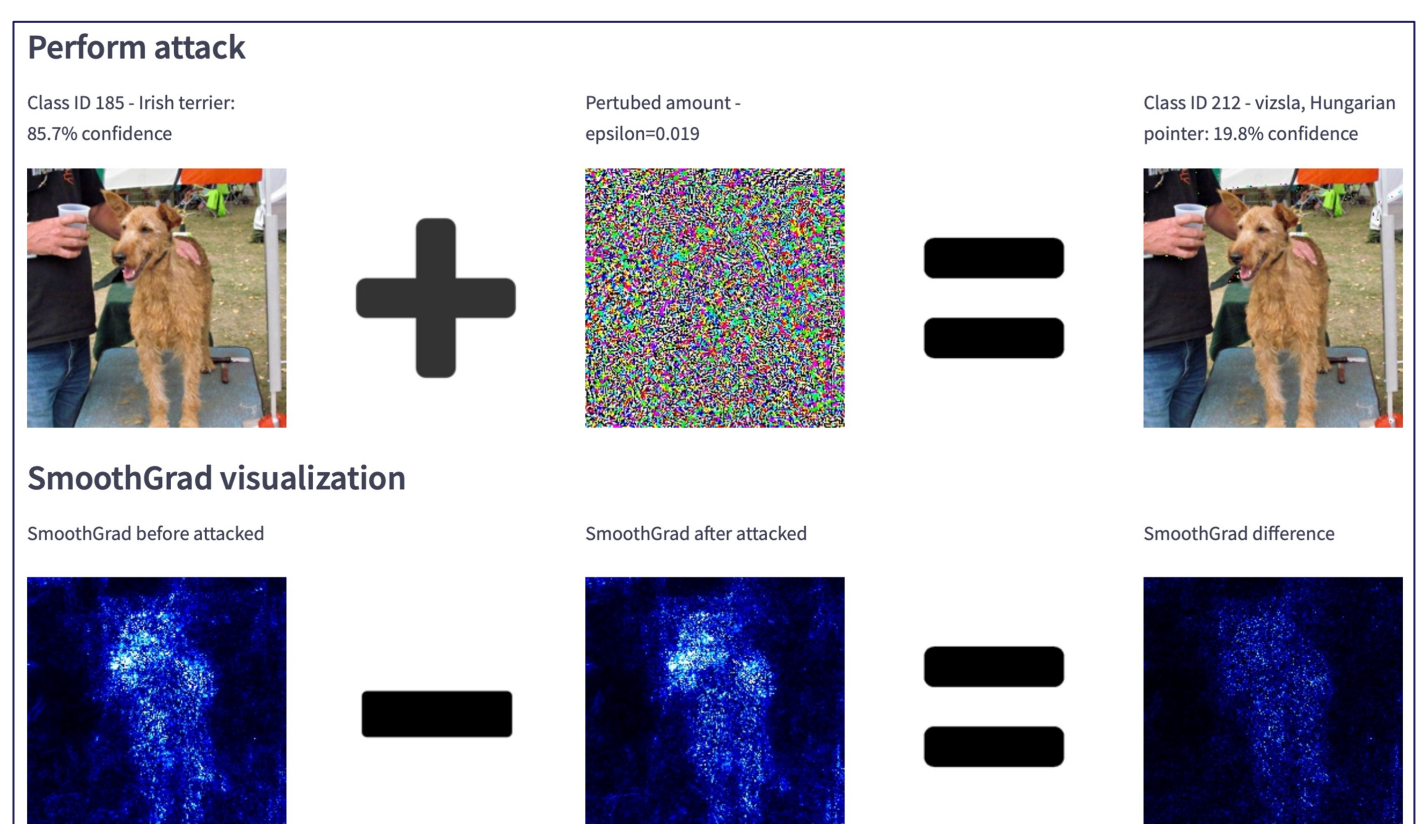 Perform attack
Class ID 185 - Irish terrier:
85.7% confidence
Pertubed amount -
epsilon=0.019
Class ID 212 - vizsla, Hungarian
pointer: 19.8% confidence
SmoothGrad visualization
SmoothGrad before attacked
SmoothGrad after attacked
SmoothGrad difference